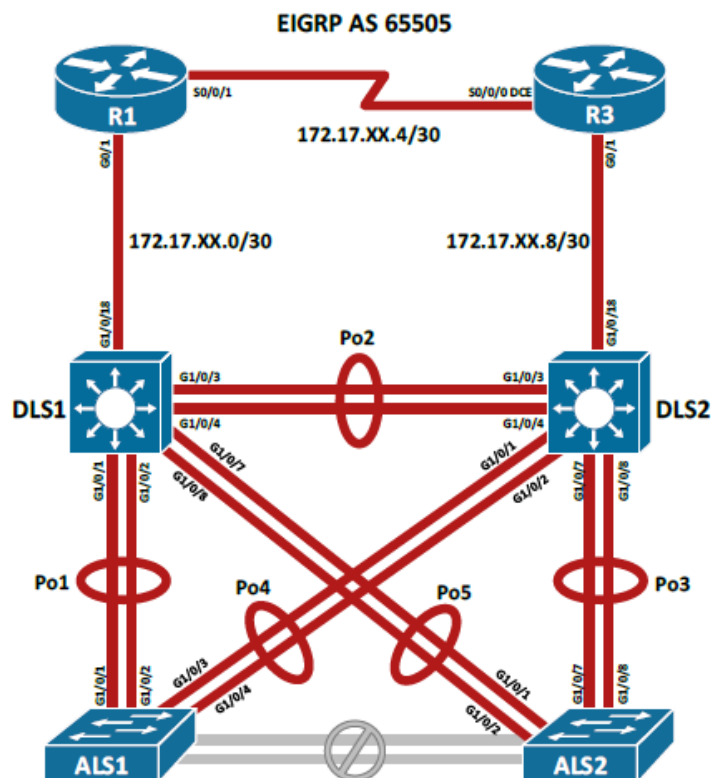 EIGRP AS 65505
R1
S0/0/1
S0/0/0 DCE
R3
172.17.XX.4/30
G0/1
G0/1
172.17.XX.0/30
172.17.XX.8/30
G1/0/18
G1/0/18
Po2
DLS1
G1/0/3
G1/0/3
DLS2
G1/0/4
G1/0/4
G1/0/1
G1/0/2
G1/0/7
G1/0/8
G1/0/1
G1/0/2
G1/0/7
G1/0/8
Po1
Po4
Po5
Po3
G1/0/1
G1/0/2
G1/0/3
G1/0/4
G1/0/1
G1/0/2
G1/0/7
G1/0/8
ALS1
ALS2